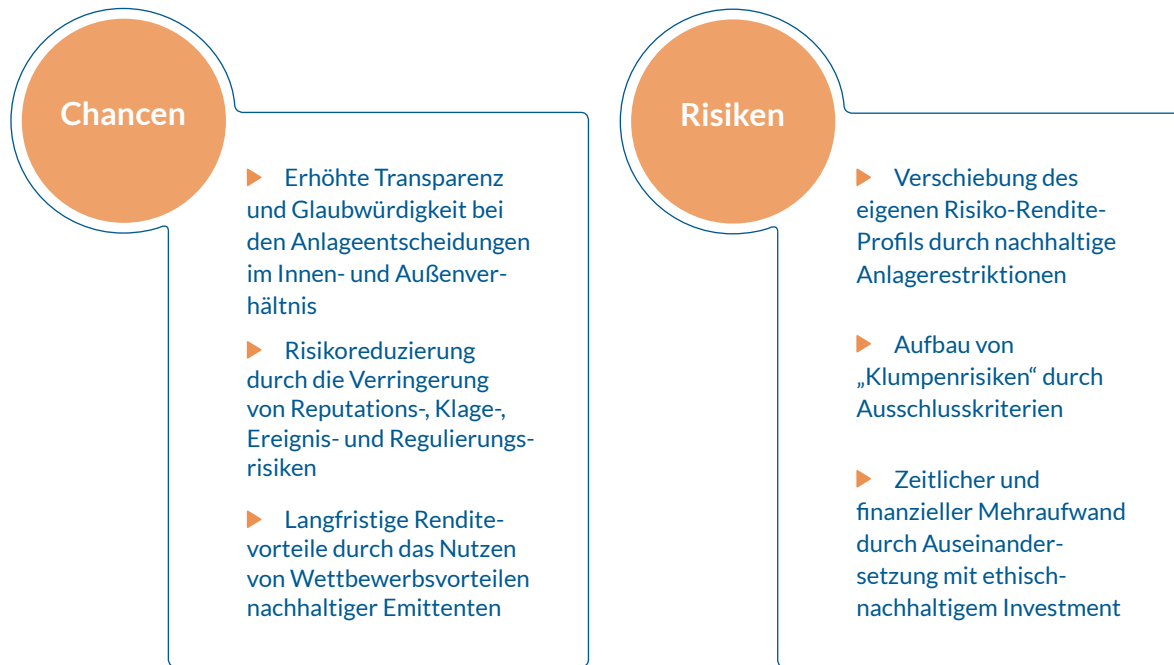 Chancen
▶ Erhöhte Transparenz
und Glaubwürdigkeit bei
den Anlageentscheidungen
im Innen- und Außenver-
hältnis
▶ Risikoreduzierung
durch die Verringerung
von Reputations-, Klage-,
Ereignis- und Regulierungs-
risiken
▶ Langfristige Rendite-
vorteile durch das Nutzen
von Wettbewerbsvorteilen
nachhaltiger Emittenten
Risiken
▶ Verschiebung des
eigenen Risiko-Rendite-
Profils durch nachhaltige
Anlagerestriktionen
▶ Aufbau von
„Klumpenrisiken“ durch
Ausschlusskriterien
▶ Zeitlicher und
finanzieller Mehraufwand
durch Auseinander-
setzung mit ethisch-
nachhaltigem Investment